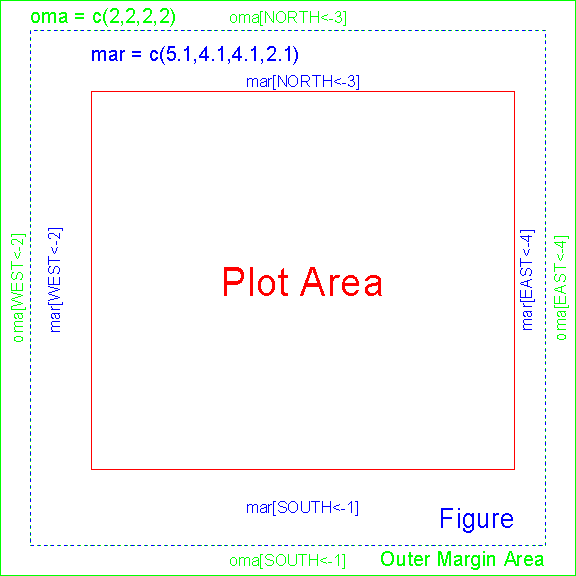 oma = c(2,2,2,2)
oma[NORTH<-3]
mar = c(5.1,4.1,4.1,2.1)
mar[NORTH<-3]
oma[WEST<-2]
mar[WEST<-2]
Plot Area
mar[EAST<-4]
oma[EAST<-4]
mar[SOUTH<-1]
Figure
oma[SOUTH<-1]
Outer Margin Area